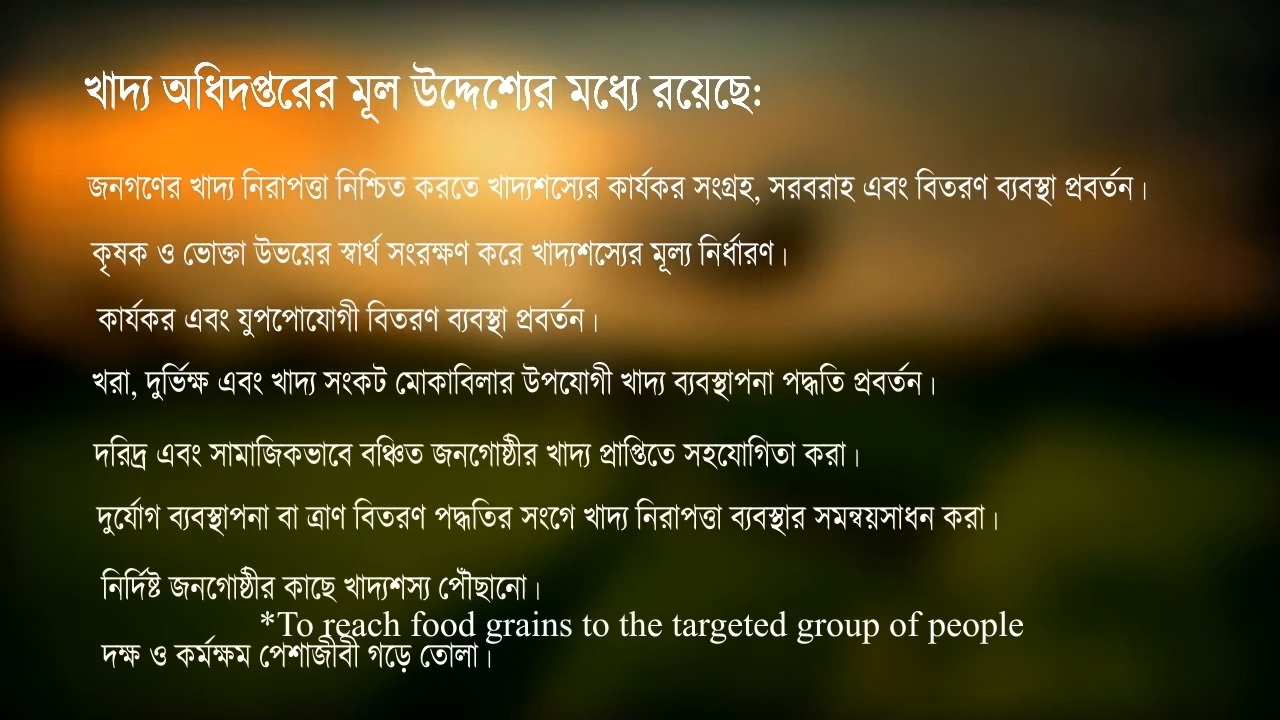 খাদ্য অধিদপ্তরের মূল উদ্দেশ্যের মধ্যে রয়েছে:
জনগণের খাদ্য নিরাপত্তা নিশ্চিত করতে খাদ্যশস্যের কার্যকর সংগ্রহ, সরবরাহ এবং বিতরণ ব্যবস্থা প্রবর্তন।
কৃষক ও ভোক্তা উভয়ের স্বার্থ সংরক্ষণ করে খাদ্যশস্যের মূল্য নির্ধারণ।
কার্যকর এবং যুপপোযোগী বিতরণ ব্যবস্থা প্রবর্তন।
খরা, দুর্ভিক্ষ এবং খাদ্য সংকট মোকাবিলার উপযোগী খাদ্য ব্যবস্থাপনা পদ্ধতি প্রবর্তন।
দরিদ্র এবং সামাজিকভাবে বঞ্চিত জনগোষ্ঠীর খাদ্য প্রাপ্তিতে সহযোগিতা করা।
দুর্যোগ ব্যবস্থাপনা বা ত্রাণ বিতরণ পদ্ধতির সংগে খাদ্য নিরাপত্তা ব্যবস্থার সমন্বয়সাধন করা।
নির্দিষ্ট জনগোষ্ঠীর কাছে খাদ্যশস্য পৌঁছানো।
*To reach food grains to the targeted group of people
দক্ষ ও কর্মক্ষম পেশাজীবী গড়ে তোলা।